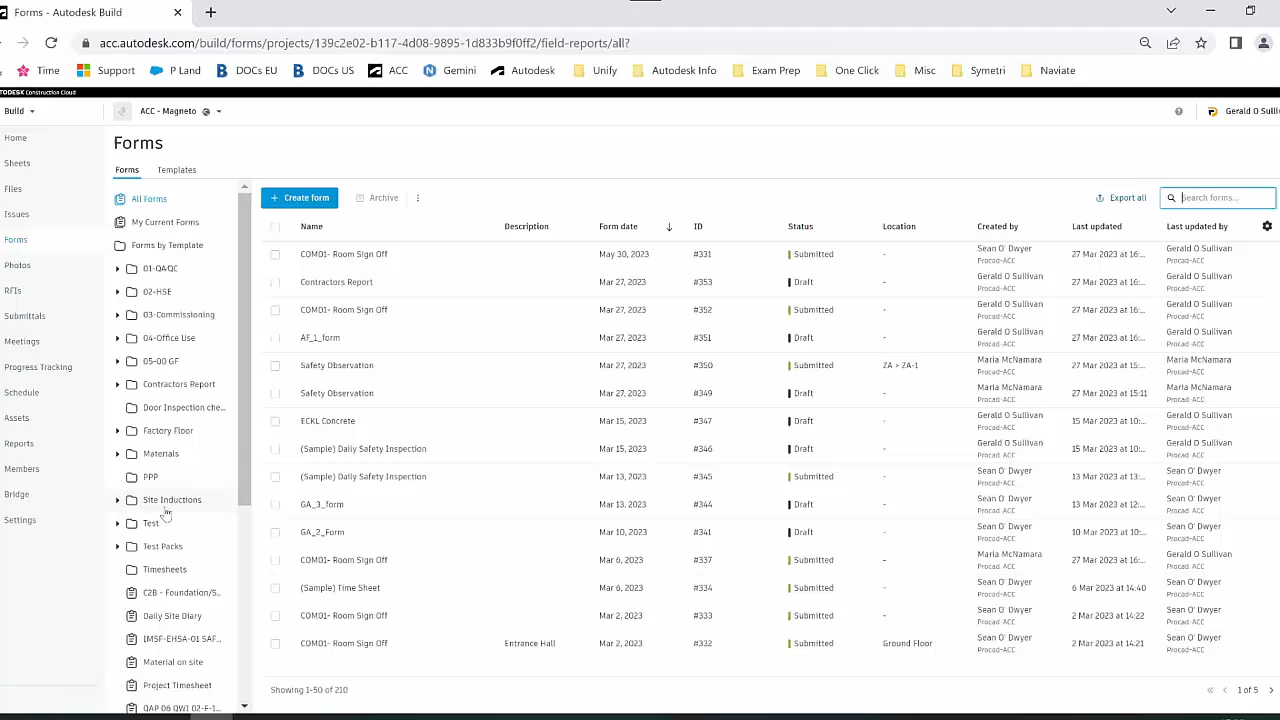 Forms - Autodesk Build
acc.autodesk.com/build/forms/projects/139c2e02-b117-4d08-9895-1d833b9f0ff2/field-reports/all?
Time Support P Land DOCs EU DOCs US ACC Gemini Autodesk Unify Autodesk Info Exam Prep One Click Misc Symetri Naviate
TODESK Construction Cloud
Build ACC - Magneto Gerald O Sulli
Home
Sheets
Files
Issues
Forms
Photos
RFIs
Submittals
Meetings
Progress Tracking
Schedule
Assets
Reports
Members
Bridge
Settings
Forms
Forms Templates
All Forms
My Current Forms
Forms by Template
01-QA/QC
02-HSE
03-Commissioning
04-Office Use
05-00 GF
Contractors Report
Door Inspection che...
Factory Floor
Materials
PPP
Site Inductions
Test
Test Packs
Timesheets
C2B - Foundation/S...
Daily Site Diary
IMSF-EHSA-01 SAF...
Material on site
Project Timesheet
QAP 06 QWI 02-F-1...
+ Create form Archive Export all Search forms...
Name Description Form date ID Status Location Created by Last updated Last updated by
COM01- Room Sign Off May 30, 2023 #331 Submitted - Sean O' Dwyer Procad-ACC 27 Mar 2023 at 16:... Gerald O Sullivan Procad-ACC
Contractors Report Mar 27, 2023 #353 Draft - Gerald O Sullivan Procad-ACC 27 Mar 2023 at 16:... Gerald O Sullivan Procad-ACC
COM01- Room Sign Off Mar 27, 2023 #352 Submitted - Gerald O Sullivan Procad-ACC 27 Mar 2023 at 16:... Gerald O Sullivan Procad-ACC
AF_1_form Mar 27, 2023 #351 Draft - Gerald O Sullivan Procad-ACC 27 Mar 2023 at 16:... Gerald O Sullivan Procad-ACC
Safety Observation Mar 27, 2023 #350 Submitted ZA > ZA-1 Maria McNamara Procad-ACC 27 Mar 2023 at 15:... Maria McNamara Procad-ACC
Safety Observation Mar 27, 2023 #349 Draft - Maria McNamara Procad-ACC 27 Mar 2023 at 15:11 Maria McNamara Procad-ACC
ECKL Concrete Mar 15, 2023 #347 Draft - Gerald O Sullivan Procad-ACC 15 Mar 2023 at 10:... Gerald O Sullivan Procad-ACC
(Sample) Daily Safety Inspection Mar 15, 2023 #346 Draft - Gerald O Sullivan Procad-ACC 15 Mar 2023 at 10:... Gerald O Sullivan Procad-ACC
(Sample) Daily Safety Inspection Mar 13, 2023 #345 Submitted - Sean O' Dwyer Procad-ACC 13 Mar 2023 at 13:... Sean O' Dwyer Procad-ACC
GA_3_form Mar 13, 2023 #344 Draft - Sean O' Dwyer Procad-ACC 13 Mar 2023 at 12:... Sean O' Dwyer Procad-ACC
GA_2_Form Mar 10, 2023 #341 Draft - Sean O' Dwyer Procad-ACC 10 Mar 2023 at 10:... Sean O' Dwyer Procad-ACC
COM01- Room Sign Off Mar 6, 2023 #337 Submitted - Maria McNamara Procad-ACC 27 Mar 2023 at 16:... Gerald O Sullivan Procad-ACC
(Sample) Time Sheet Mar 6, 2023 #334 Submitted - Sean O' Dwyer Procad-ACC 6 Mar 2023 at 14:40 Sean O' Dwyer Procad-ACC
COM01- Room Sign Off Mar 2, 2023 #333 Submitted - Sean O' Dwyer Procad-ACC 2 Mar 2023 at 14:22 Sean O' Dwyer Procad-ACC
COM01- Room Sign Off Entrance Hall Mar 2, 2023 #332 Submitted Ground Floor Sean O' Dwyer Procad-ACC 2 Mar 2023 at 14:21 Sean O' Dwyer Procad-ACC
Showing 1-50 of 210 1 of 5